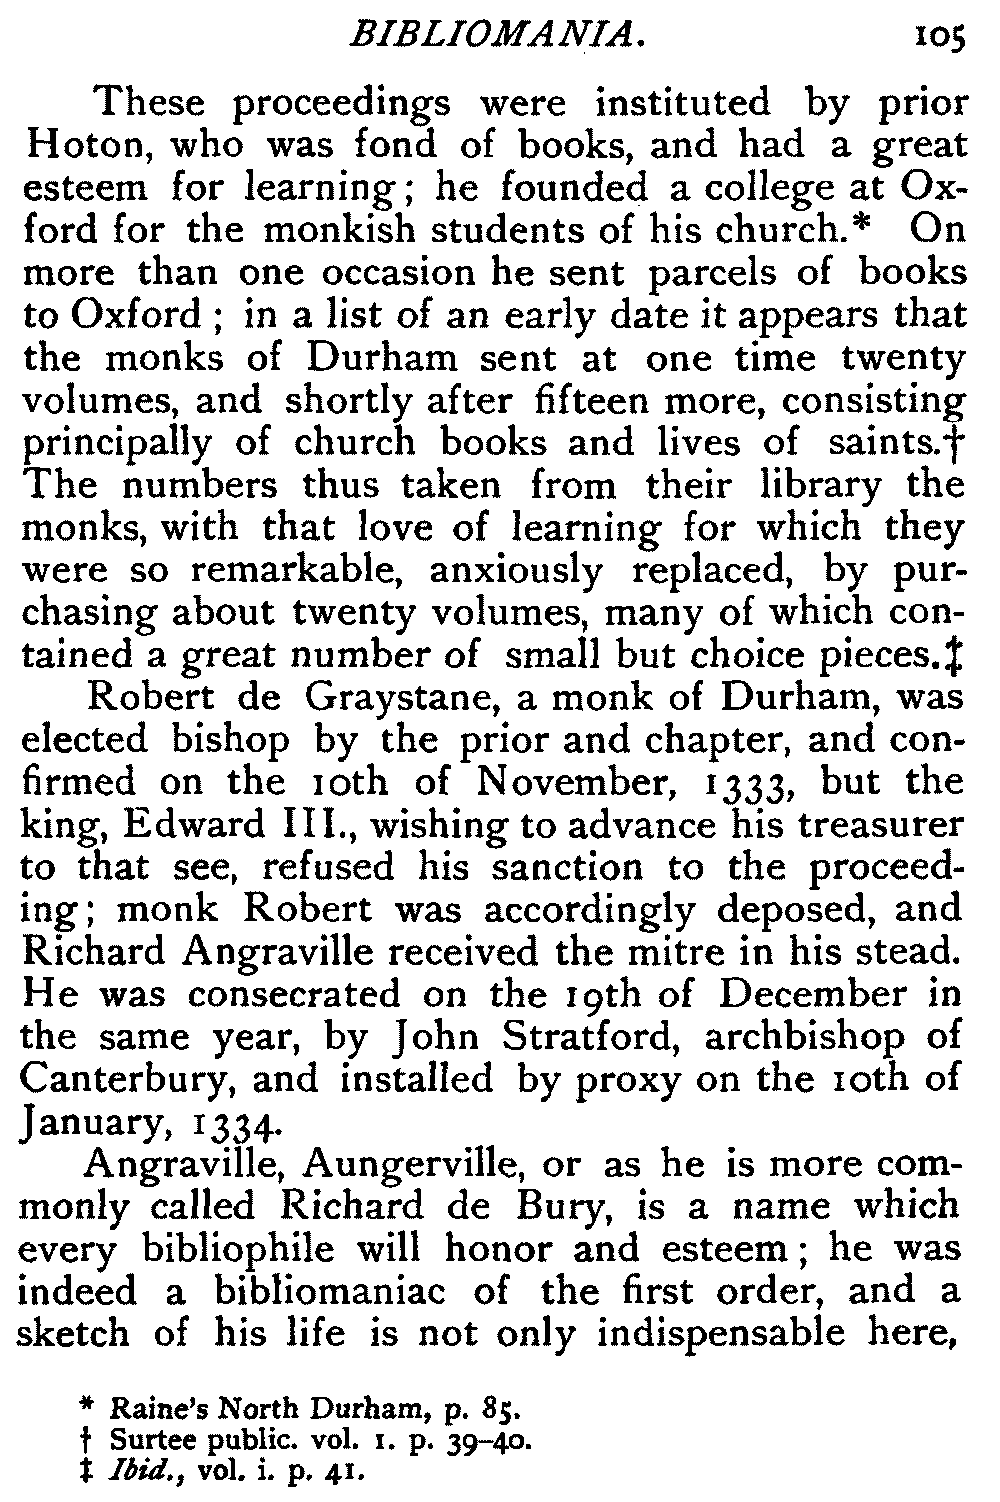 BIBLIOMANIA. 105
These proceedings were instituted by prior
Hoton, who was fond of books, and had a great
esteem for learning; he founded a college at Ox-
ford for the monkish students of his church.* On
more than one occasion he sent parcels of books
to Oxford; in a list of an early date it appears that
the monks of Durham sent at one time twenty
volumes, and shortly after fifteen more, consisting
principally of church books and lives of saints.†
The numbers thus taken from their library the
monks, with that love of learning for which they
were so remarkable, anxiously replaced, by pur-
chasing about twenty volumes, many of which con-
tained a great number of small but choice pieces.‡
Robert de Graystane, a monk of Durham, was
elected bishop by the prior and chapter, and con-
firmed on the 10th of November, 1333, but the
king, Edward III., wishing to advance his treasurer
to that see, refused his sanction to the proceed-
ing; monk Robert was accordingly deposed, and
Richard Angraville received the mitre in his stead.
He was consecrated on the 19th of December in
the same year, by John Stratford, archbishop of
Canterbury, and installed by proxy on the 10th of
January, 1334.
Angraville, Aungerville, or as he is more com-
monly called Richard de Bury, is a name which
every bibliophile will honor and esteem; he was
indeed a bibliomaniac of the first order, and a
sketch of his life is not only indispensable here,
* Raine's North Durham, p. 85.
† Surtee public. vol. 1. p. 39–40.
‡ Ibid., vol. i. p. 41.